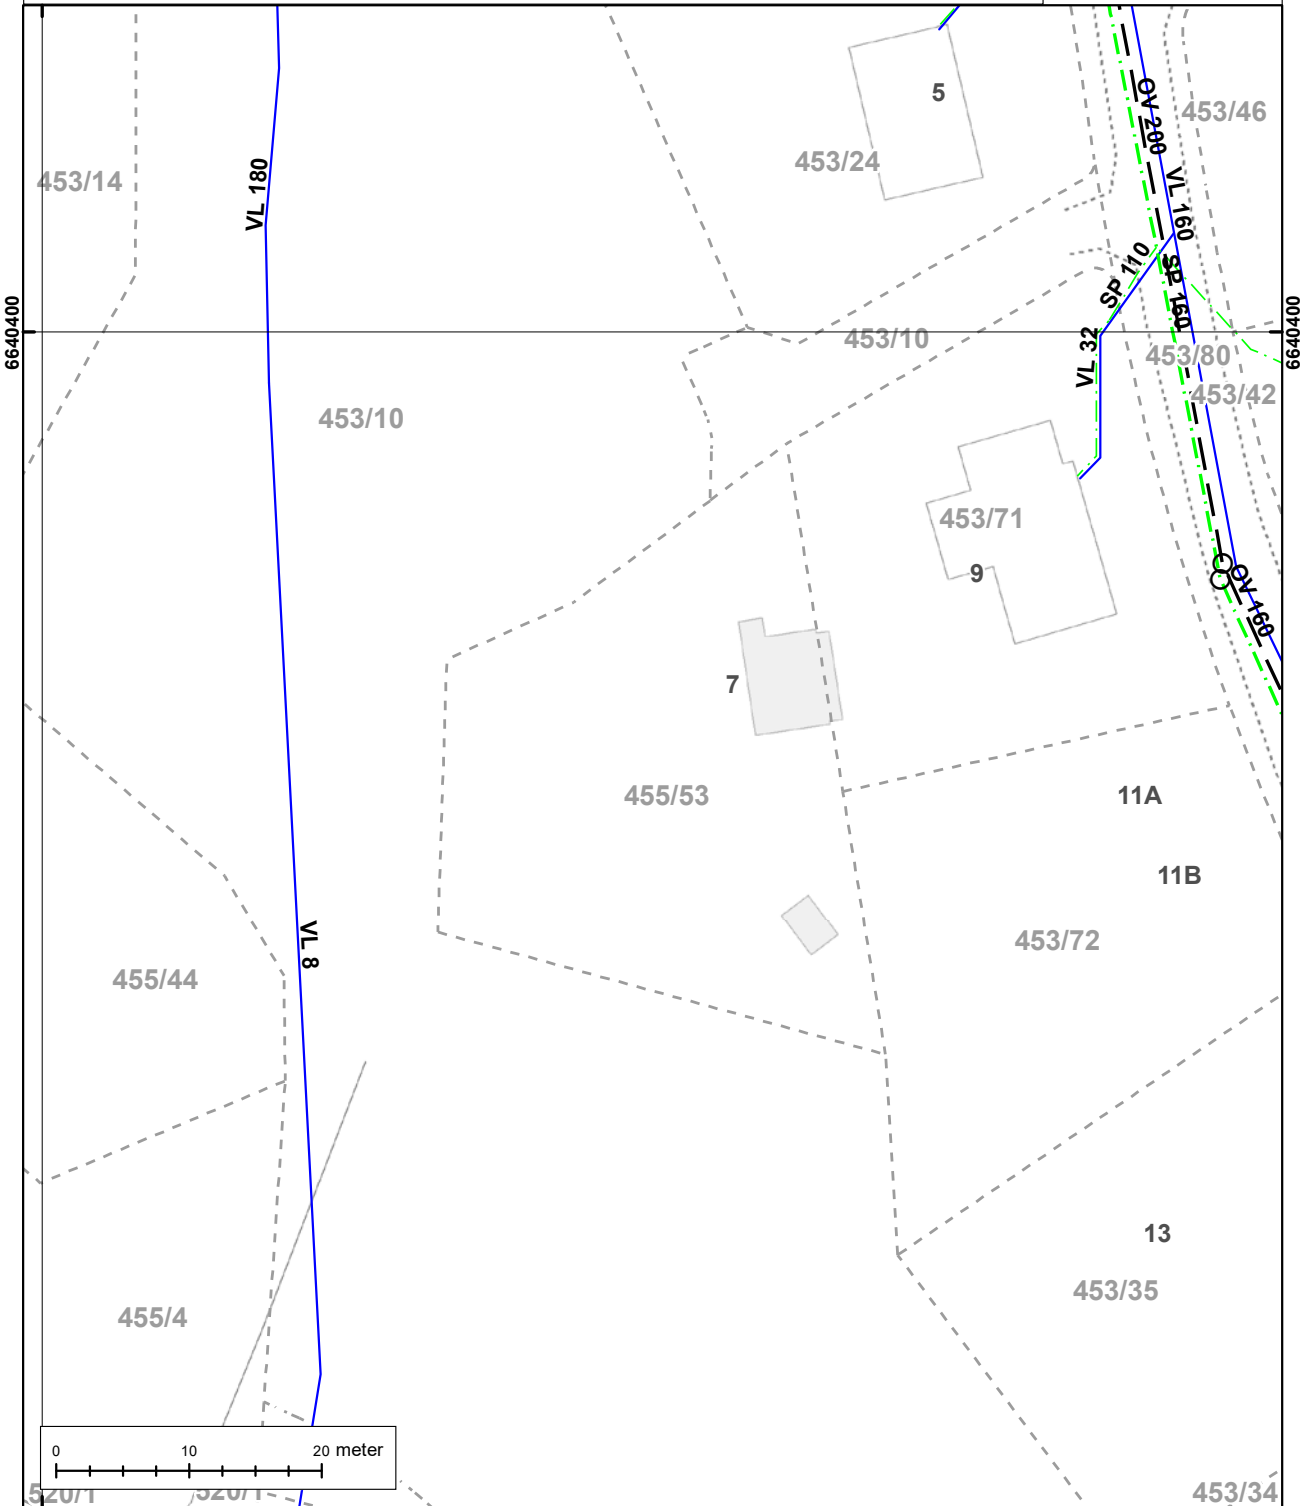 5
OV 200
453/46
453/24
453/14
VL 180
VL 160
SP 110
SP 160
6640400
6640400
453/10
VL 32
453/80
453/42
453/10
453/71
9
OV 160
7
455/53
11A
11B
VL 8
453/72
455/44
13
453/35
455/4
0 10 20 meter
520/1
520/1
453/34